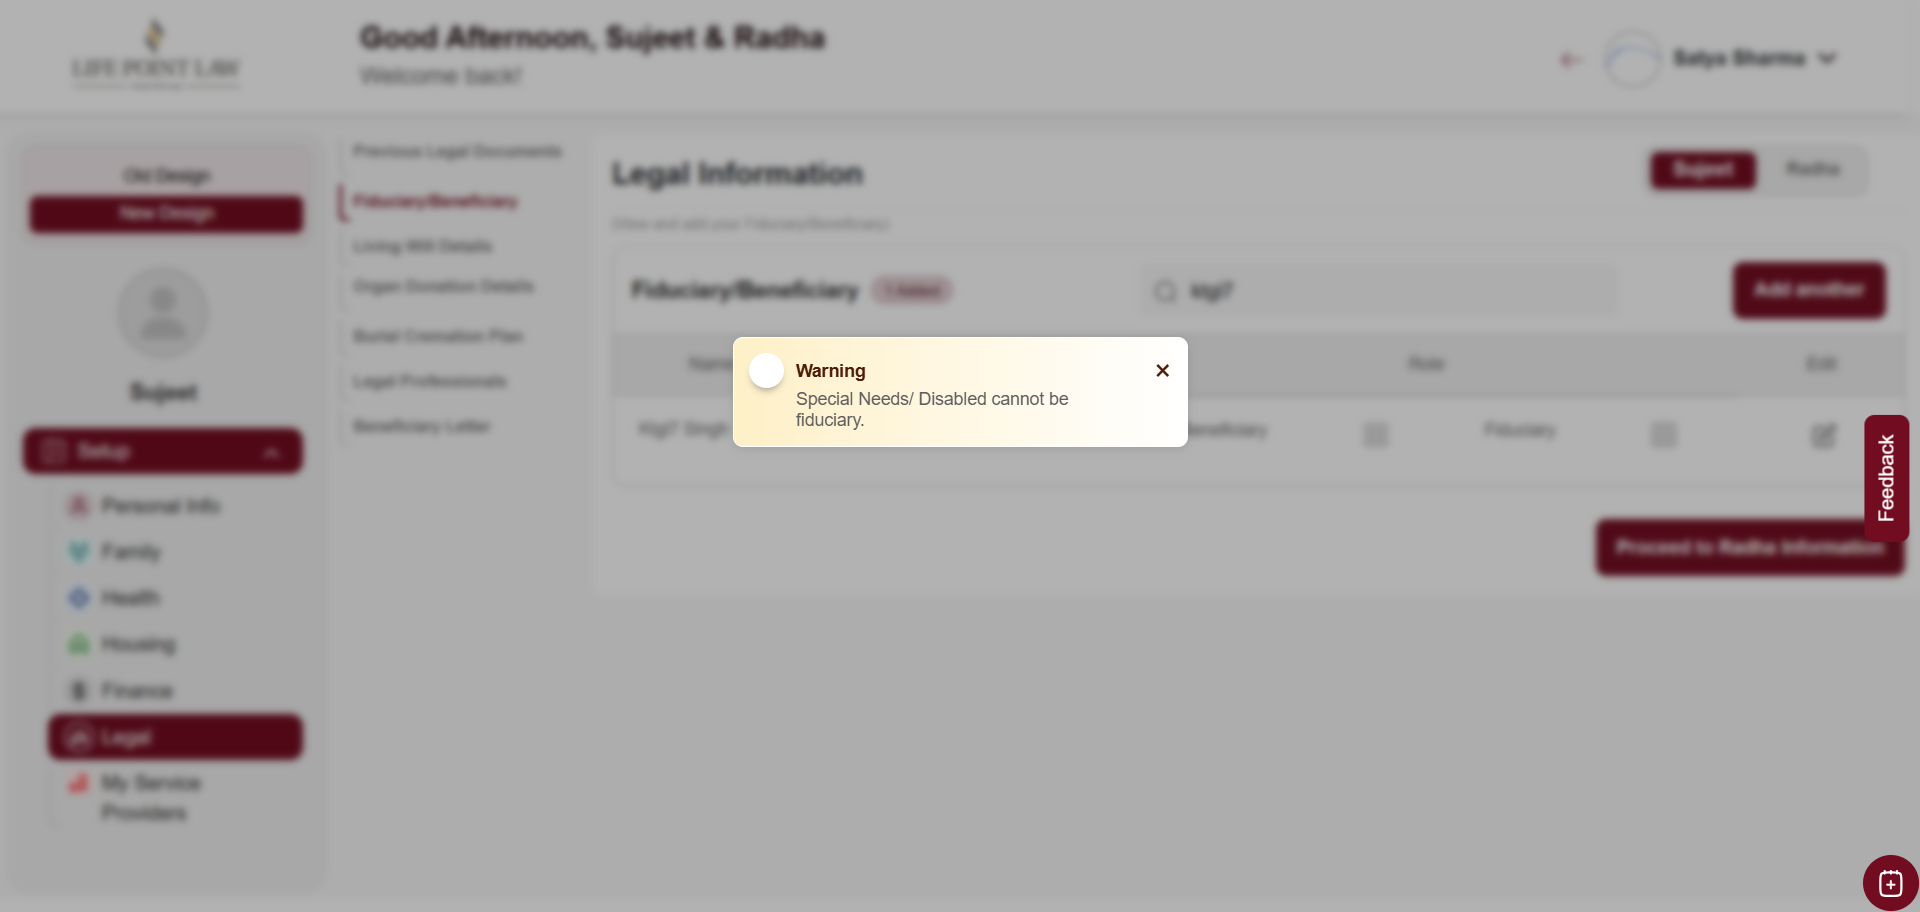 LIFE POINT LAW
Good Afternoon, Sujeet & Radha
Welcome back!
Satya Sharma
Old Design
New Design
Sujeet
Setup
Personal Info
Family
Health
Housing
Finance
Legal
My Service
Providers
Previous Legal Documents
Fiduciary/Beneficiary
Living Will Details
Organ Donation Details
Burial Cremation Plan
Legal Professionals
Beneficiary Letter
Legal Information
Sujeet
Radha
(View and add your Fiduciary/Beneficiary)
Fiduciary/Beneficiary
1 Added
Add another
Name
Role
Edit
Singh
Beneficiary
Fiduciary
Warning
Special Needs/ Disabled cannot be
fiduciary.
Proceed to Radha Information
Feedback